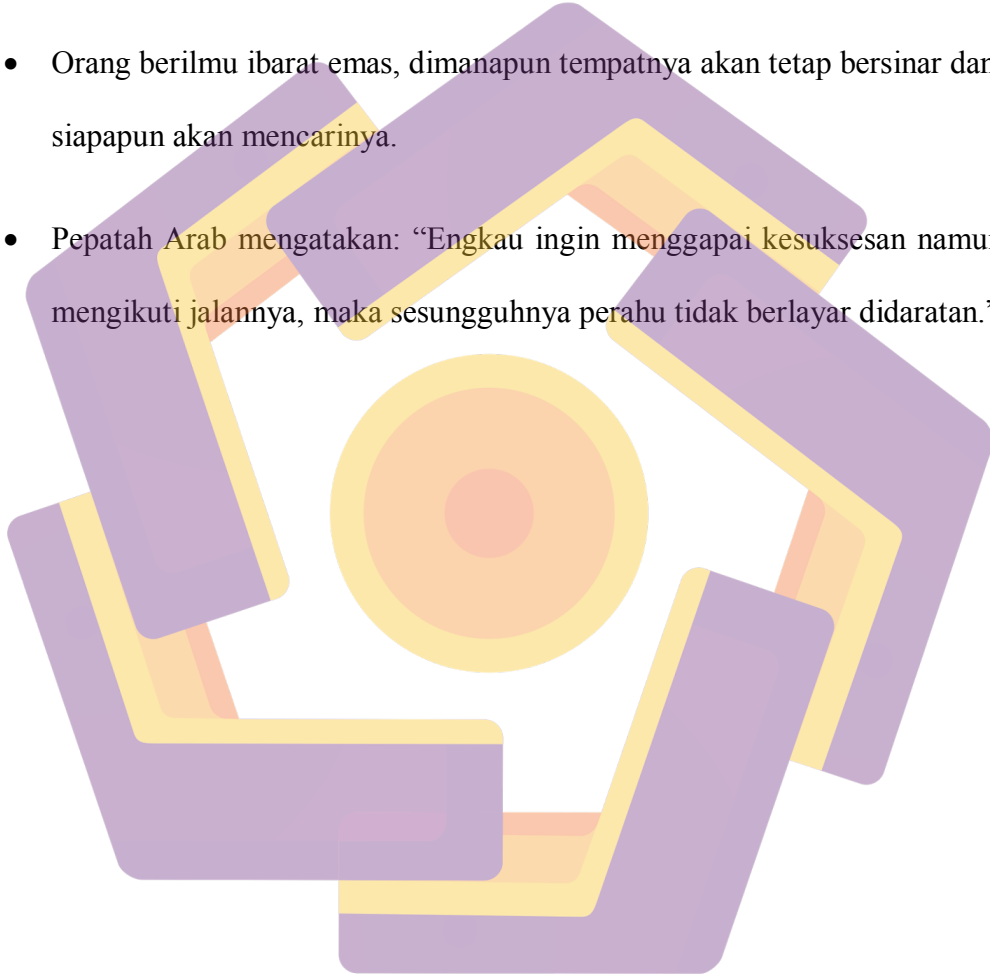 • Orang berilmu ibarat emas, dimanapun tempatnya akan tetap bersinar dan
siapapun akan mencarinya.
• Pepatah Arab mengatakan: “Engkau ingin menggapai kesuksesan namun
mengikuti jalannya, maka sesungguhnya perahu tidak berlayar didaratan.”